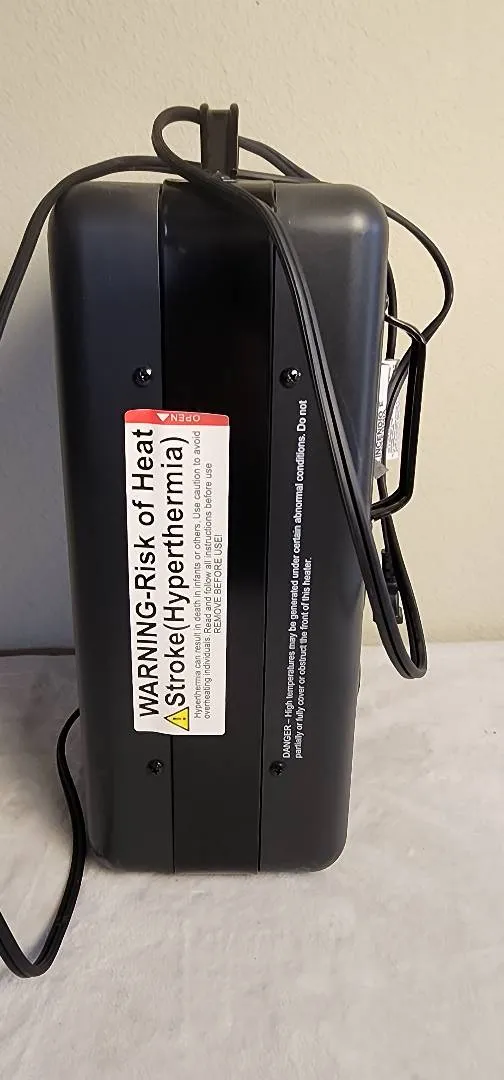 OPEN
WARNING-Risk of Heat
Stroke(Hyperthermia)
Hyperthermia can result in death in infants or others. Use caution to avoid
overheating individuals. Read and follow all instructions before use
REMOVE BEFORE USE!
DANGER – High temperatures may be generated under certain abnormal conditions. Do not
partially or fully cover or obstruct the front of this heater.